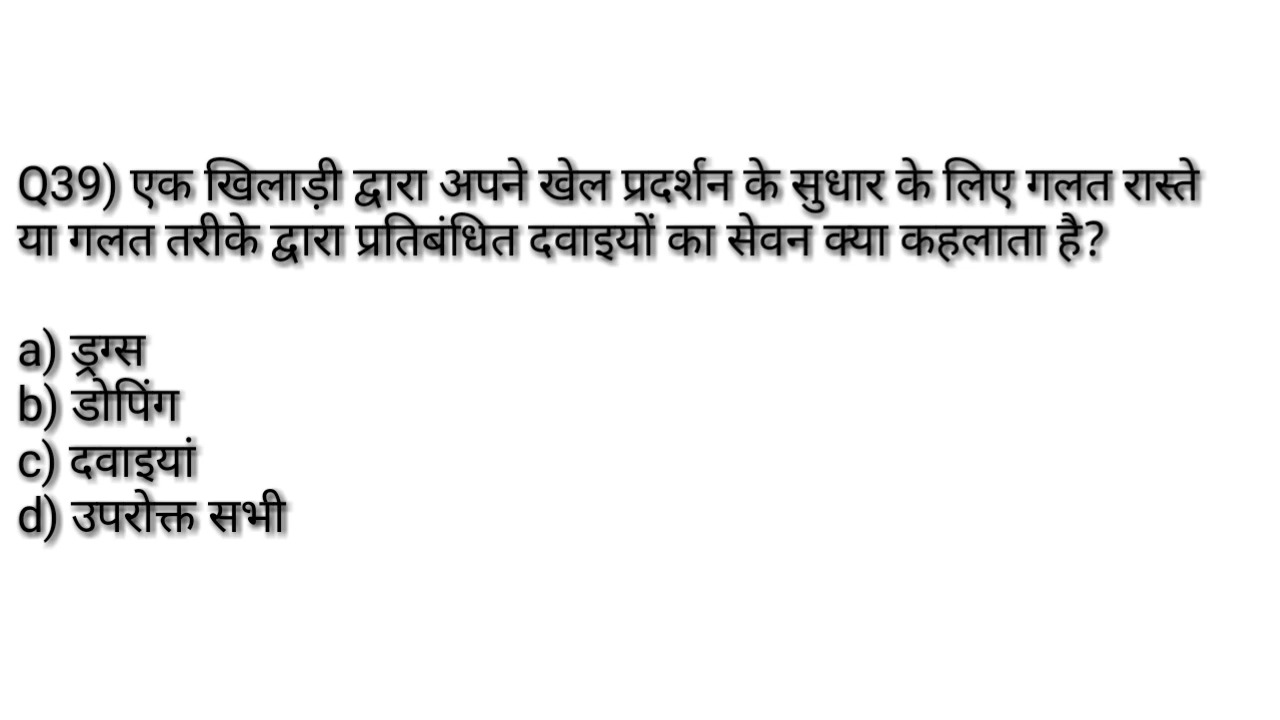 Q39) एक खिलाड़ी द्वारा अपने खेल प्रदर्शन के सुधार के लिए गलत रास्ते
या गलत तरीके द्वारा प्रतिबंधित दवाइयों का सेवन क्या कहलाता है?
a) ड्रग्स
b) डोपिंग
c) दवाइयां
d) उपरोक्त सभी